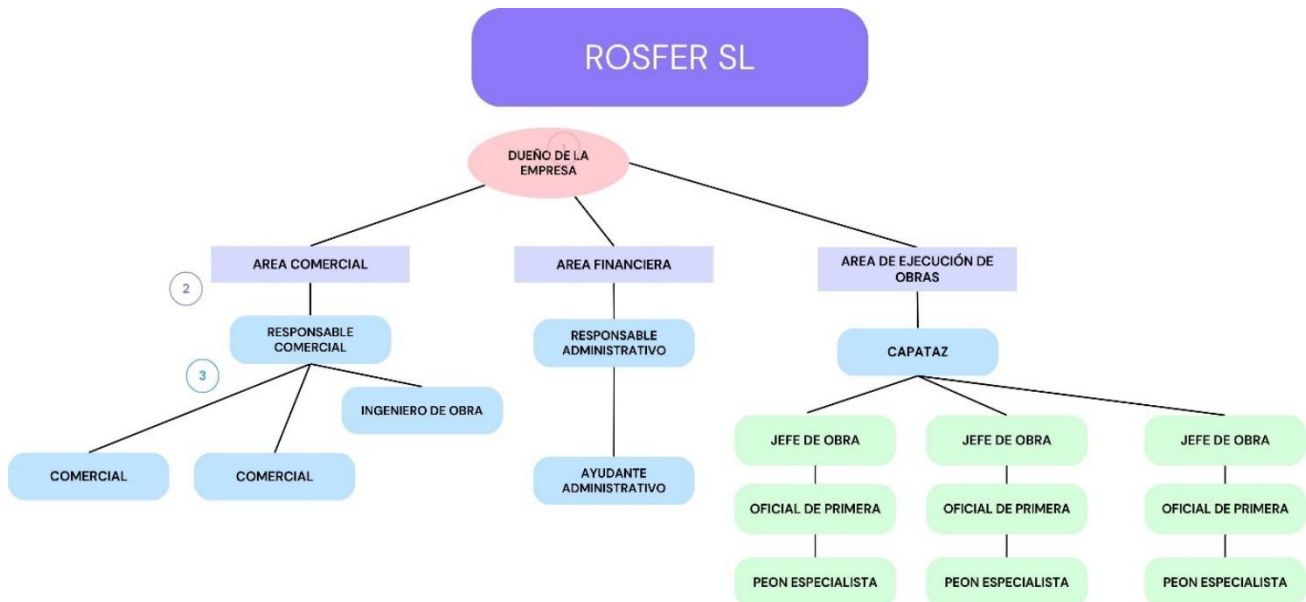 ROSFER SL
1
DUEÑO DE LA
EMPRESA
AREA COMERCIAL
AREA FINANCIERA
AREA DE EJECUCIÓN DE
OBRAS
2
RESPONSABLE
COMERCIAL
RESPONSABLE
ADMINISTRATIVO
CAPATAZ
3
INGENIERO DE OBRA
COMERCIAL
COMERCIAL
AYUDANTE
ADMINISTRATIVO
JEFE DE OBRA
JEFE DE OBRA
JEFE DE OBRA
OFICIAL DE PRIMERA
OFICIAL DE PRIMERA
OFICIAL DE PRIMERA
PEON ESPECIALISTA
PEON ESPECIALISTA
PEON ESPECIALISTA